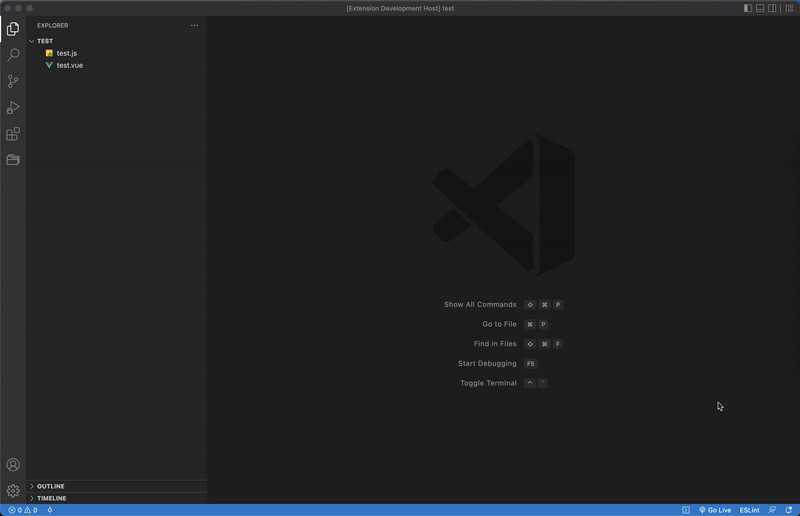 [Extension Development Host] test
EXPLORER
TEST
test.js
test.vue
Show All Commands ⇧ ⌘ P
Go to File ⌘ P
Find in Files ⇧ ⌘ F
Start Debugging F5
Toggle Terminal ^ `
OUTLINE
TIMELINE
0 0 Go Live ESLint